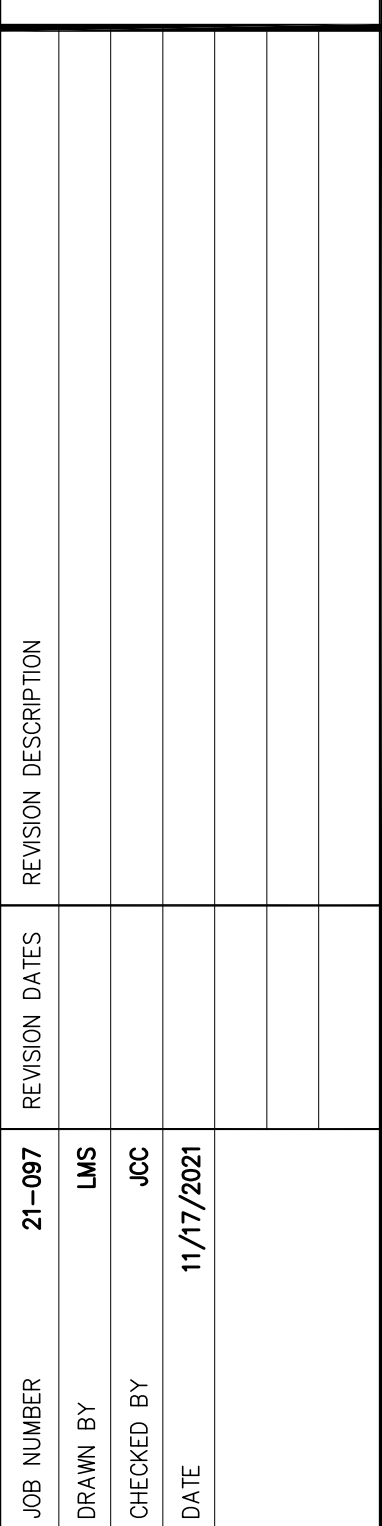 JOB NUMBER 21-097 REVISION DATES REVISION DESCRIPTION
DRAWN BY LMS
CHECKED BY JCC
DATE 11/17/2021